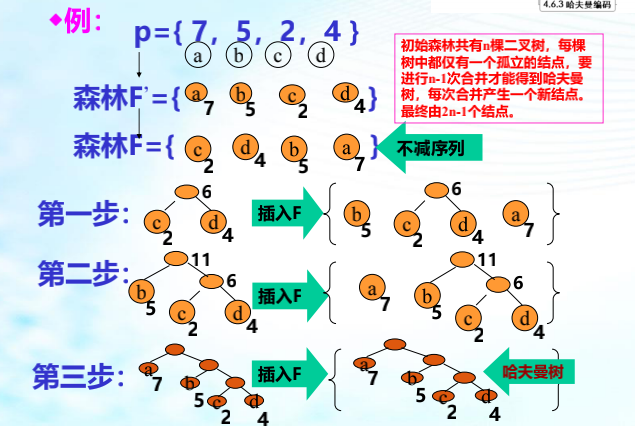 4.6.3 哈夫曼编码
◆例：
p={ 7, 5, 2, 4 }
a b c d
初始森林共有n棵二叉树，每棵
树中都仅有一个孤立的结点，要
进行n-1次合并才能得到哈夫曼
树，每次合并产生一个新结点。
最终由2n-1个结点。
森林F’={ a 7 b 5 c 2 d 4 }
森林F={ c 2 d 4 b 5 a 7 }
不减序列
第一步： 6 c 2 d 4 插入F { b 5 6 c 2 d 4 a 7 }
第二步： 11 b 5 6 c 2 d 4 插入F { a 7 11 b 5 6 c 2 d 4 }
第三步： a 7 b 5 c 2 d 4 插入F { a 7 b 5 c 2 d 4 }
哈夫曼树